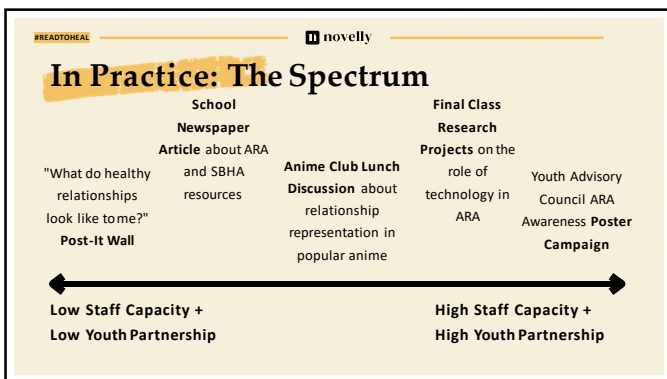 #READTOHEAL
novelly
In Practice: The Spectrum
"What do healthy
relationships
look like to me?"
Post-It Wall
School
Newspaper
Article about ARA
and SBHA
resources
Anime Club Lunch
Discussion about
relationship
representation in
popular anime
Final Class
Research
Projects on the
role of
technology in
ARA
Youth Advisory
Council ARA
Awareness Poster
Campaign
Low Staff Capacity +
Low Youth Partnership
High Staff Capacity +
High Youth Partnership